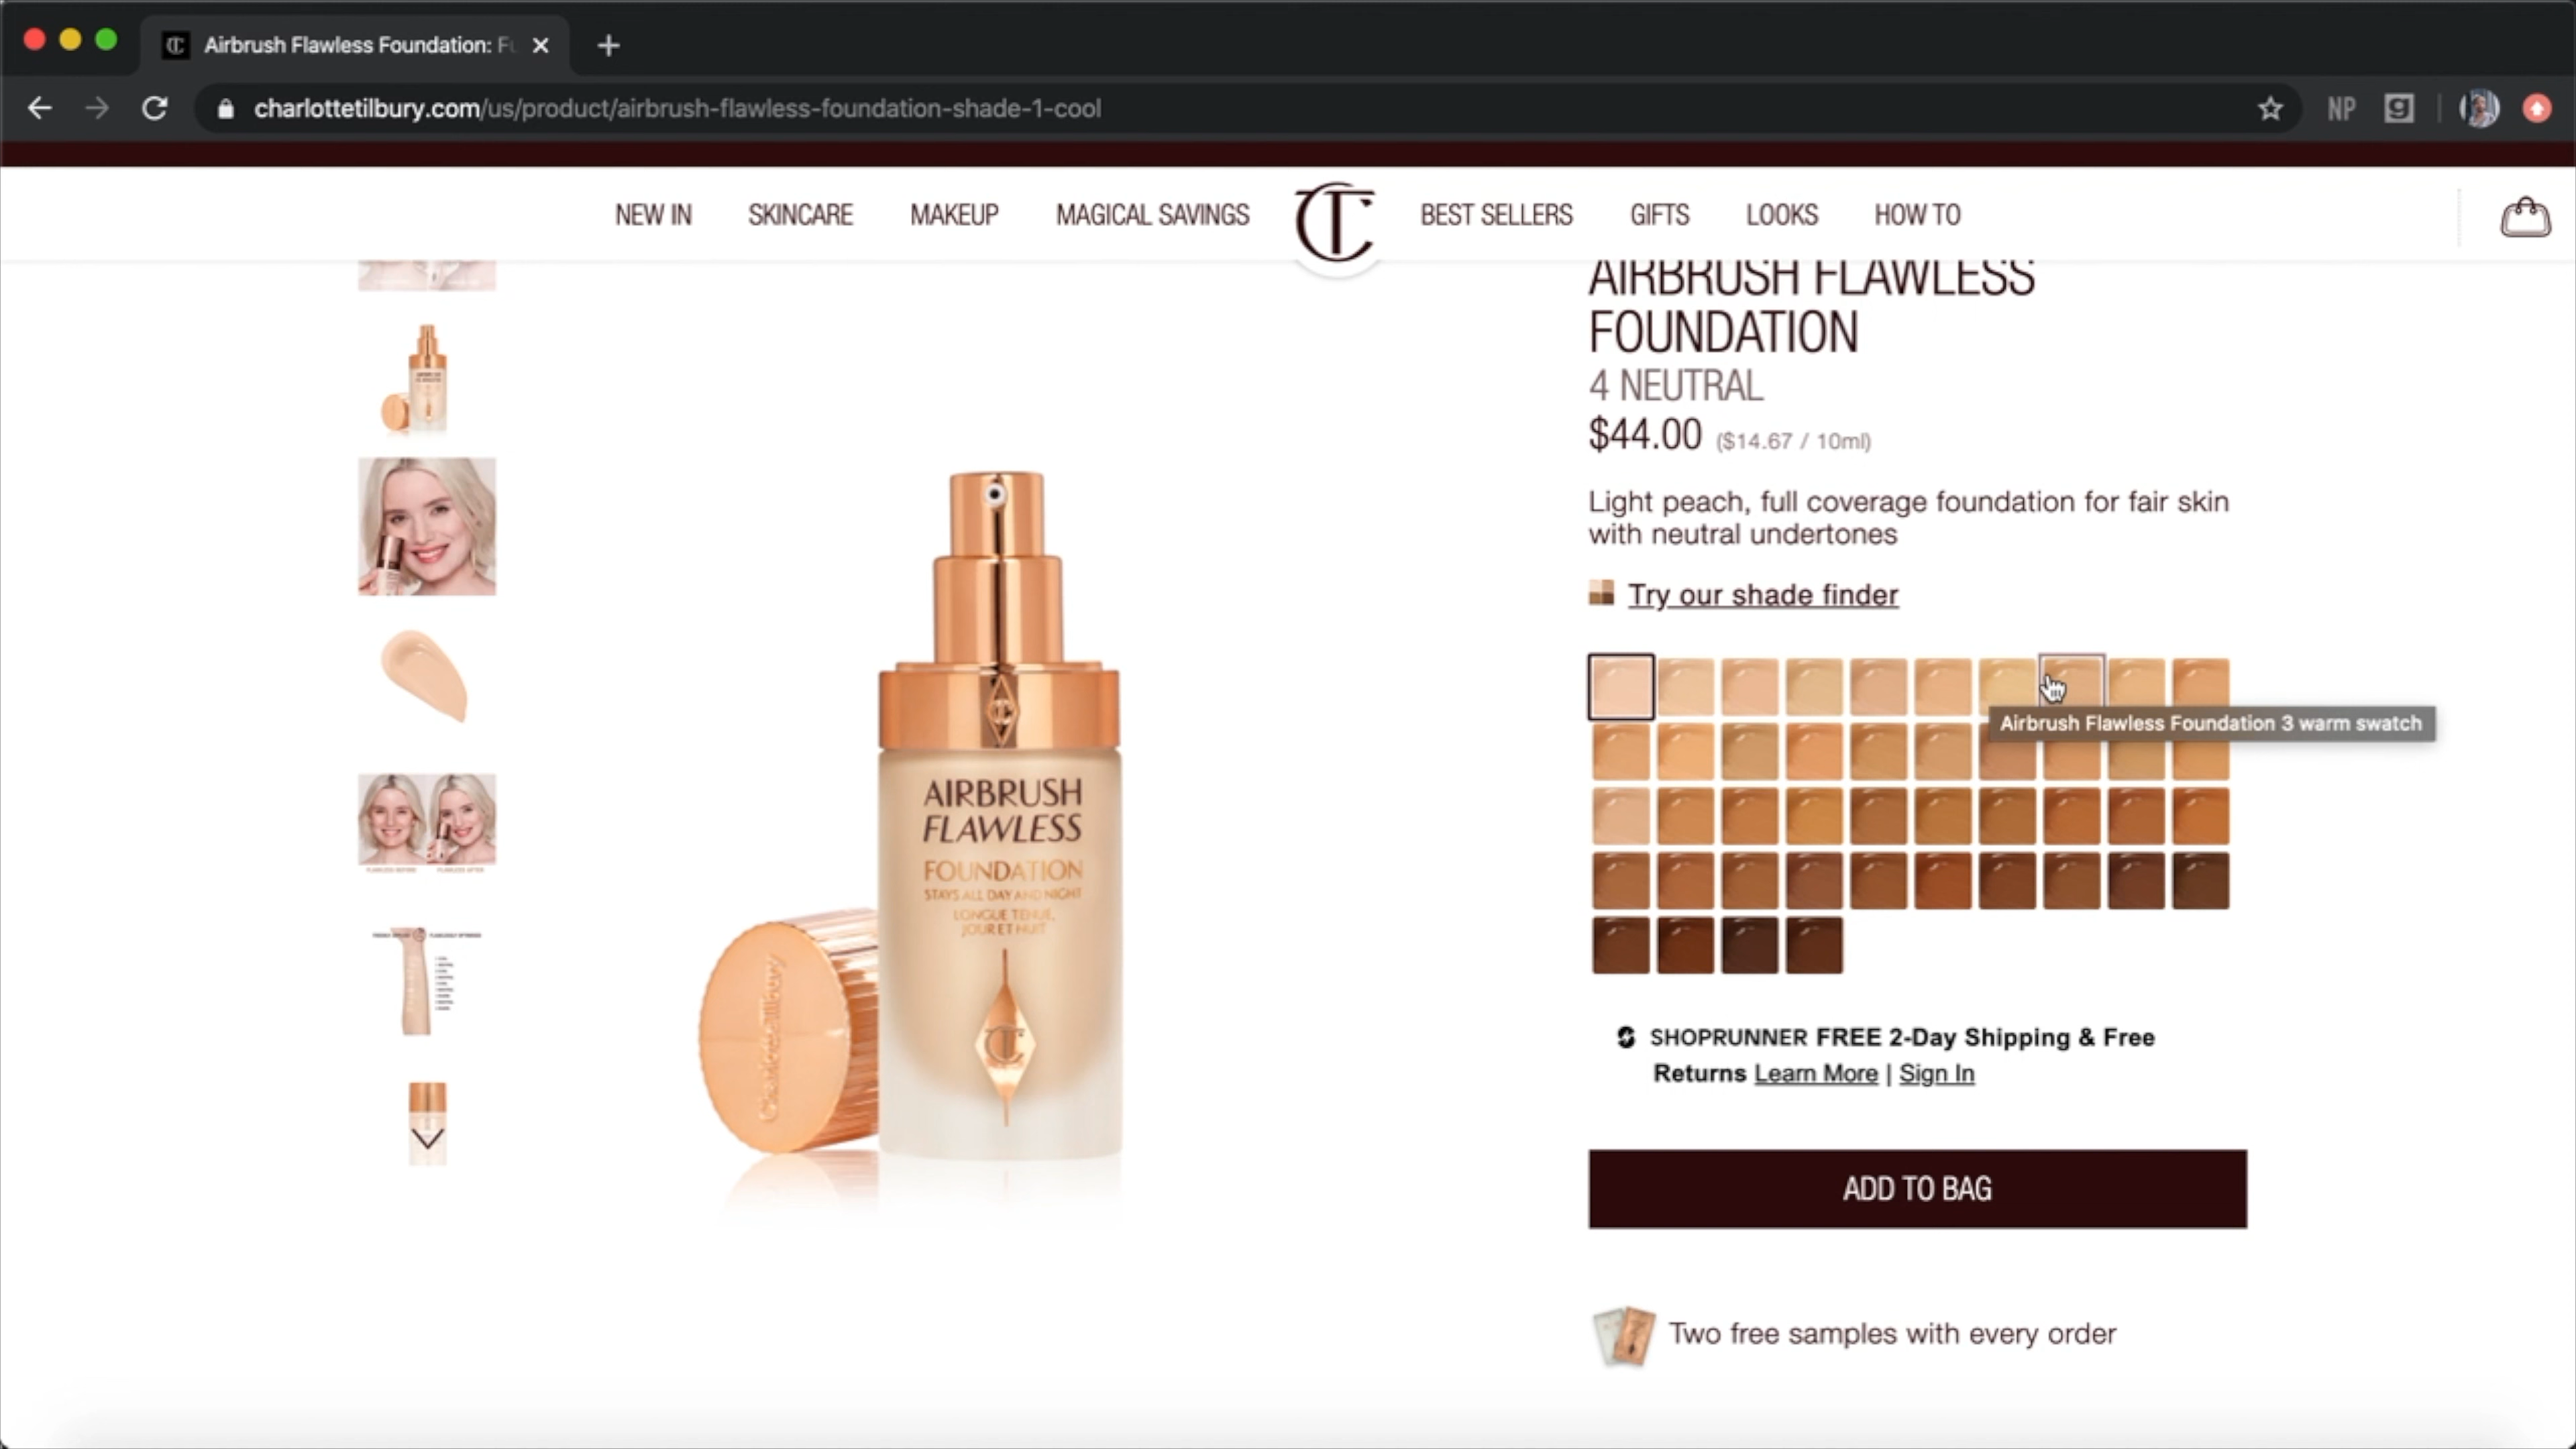 Airbrush Flawless Foundation: Fu
charlottetilbury.com/us/product/airbrush-flawless-foundation-shade-1-cool
NP
NEW IN SKINCARE MAKEUP MAGICAL SAVINGS BEST SELLERS GIFTS LOOKS HOW TO
AIRBRUSH FLAWLESS
FOUNDATION
4 NEUTRAL
$44.00 ($14.67 / 10ml)
Light peach, full coverage foundation for fair skin
with neutral undertones
Try our shade finder
Airbrush Flawless Foundation 3 warm swatch
AIRBRUSH
FLAWLESS
FOUNDATION
STAYS ALL DAY AND NIGHT
LONGUE TENUE,
JOUR ET NUIT
Charlotte Tilbury
SHOPRUNNER FREE 2-Day Shipping & Free
Returns Learn More | Sign In
ADD TO BAG
Two free samples with every order